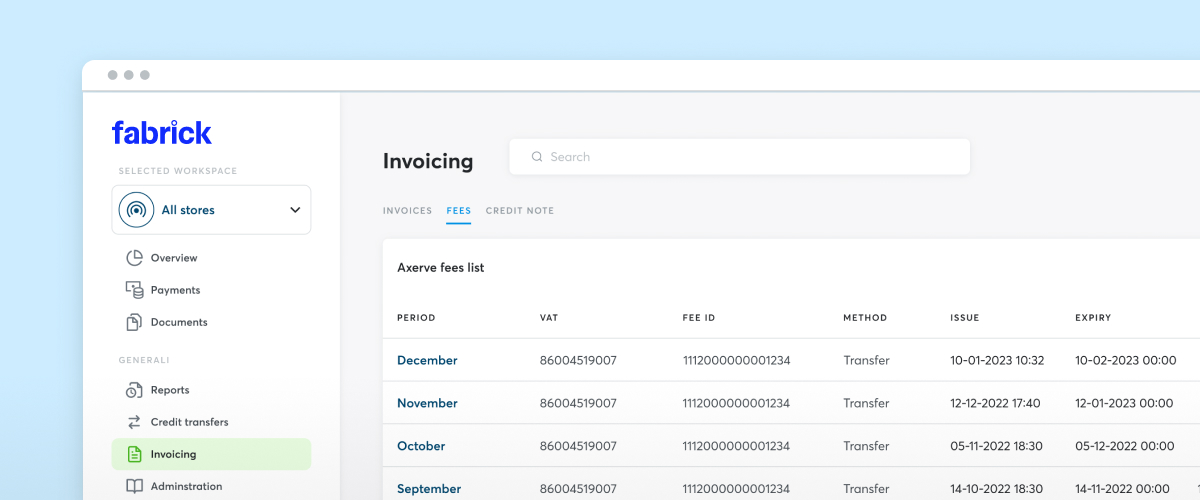 fabrick
SELECTED WORKSPACE
All stores
Overview
Payments
Documents
GENERALI
Reports
Credit transfers
Invoicing
Adminstration
Invoicing
Search
INVOICES FEES CREDIT NOTE
Axerve fees list
PERIOD VAT FEE ID METHOD ISSUE EXPIRY
December 86004519007 1112000000001234 Transfer 10-01-2023 10:32 10-02-2023 00:00
November 86004519007 1112000000001234 Transfer 12-12-2022 17:40 12-01-2023 00:00
October 86004519007 1112000000001234 Transfer 05-11-2022 18:30 05-12-2022 00:00
September 86004519007 1112000000001234 Transfer 14-10-2022 18:30 14-11-2022 00:00